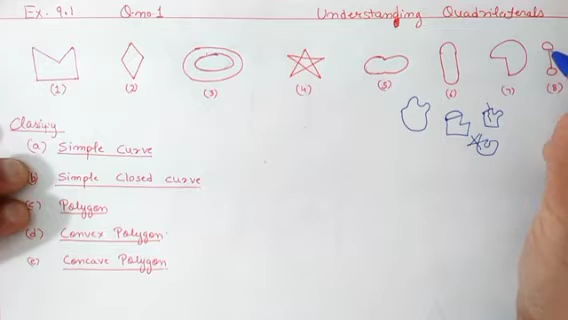 Ex. 9.1 Q.no.1 Understanding Quadrilaterals
(1) (2) (3) (4) (5) (6) (7) (8)
Classify
(a) Simple Curve
(b) Simple Closed curve
(c) Polygon
(d) Convex Polygon
(e) Concave Polygon